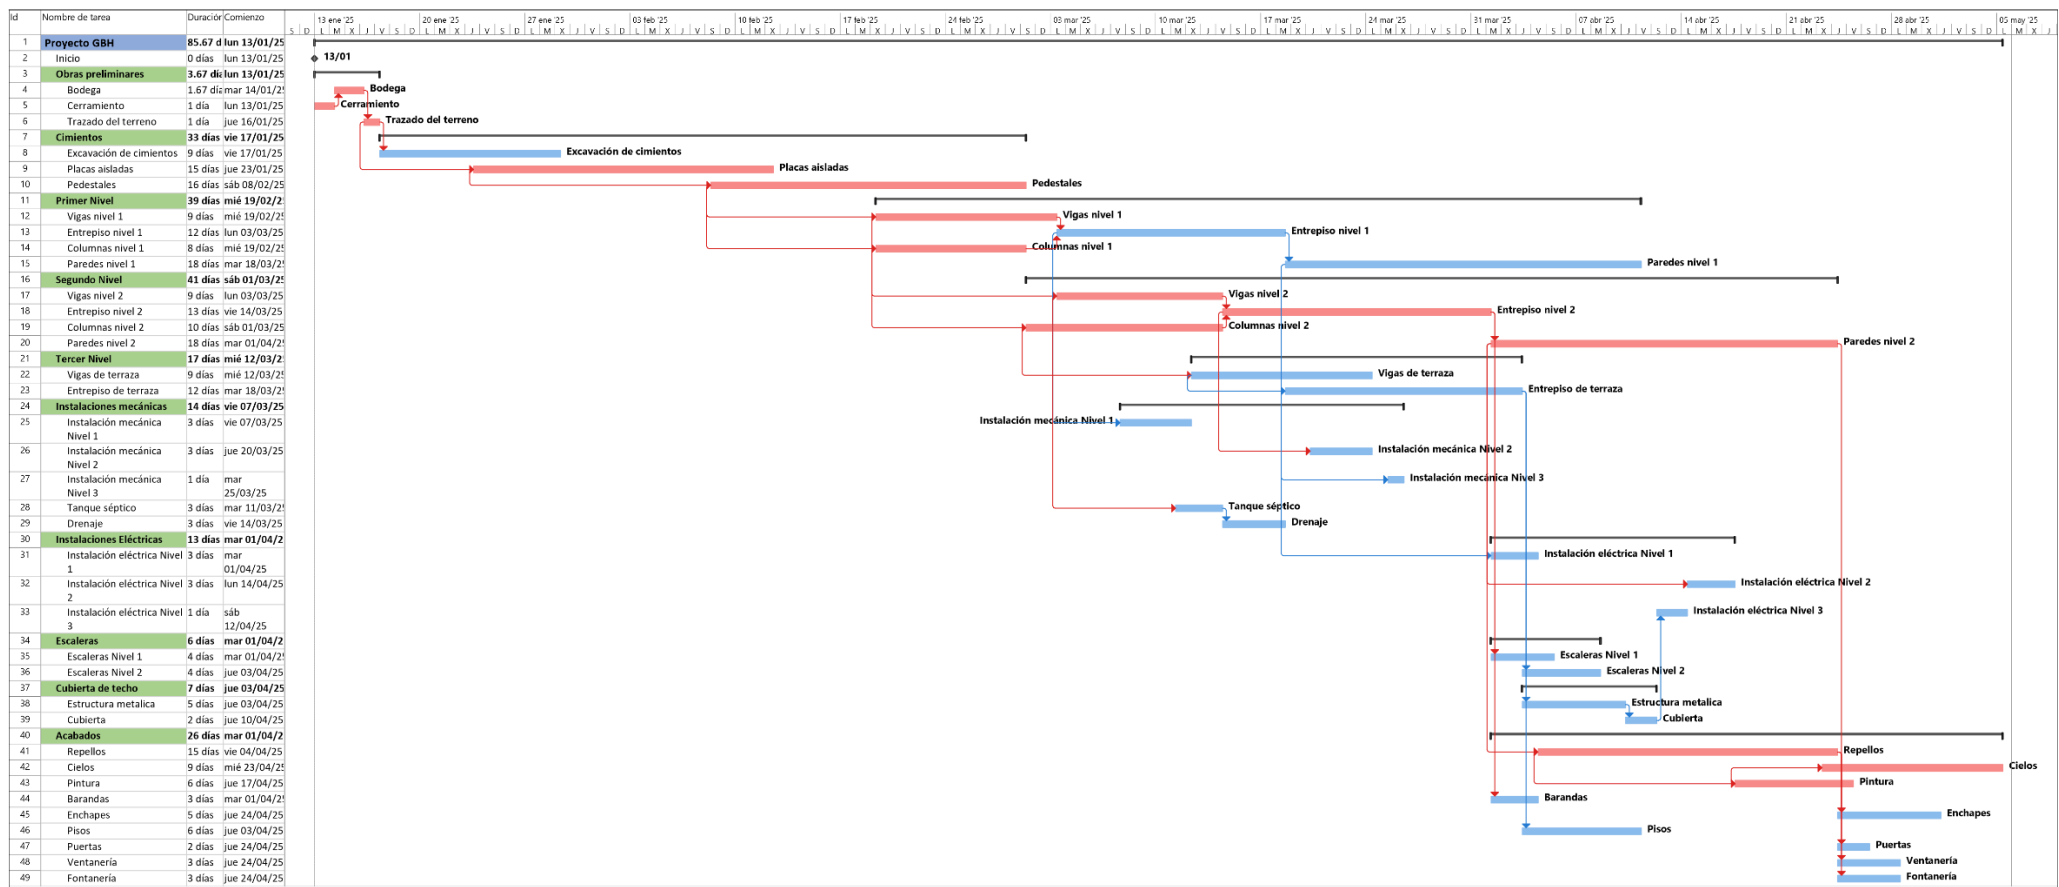 Id Nombre de tarea Duración Comienzo 13 ene '25 20 ene '25 27 ene '25 03 feb '25 10 feb '25 17 feb '25 24 feb '25 03 mar '25 10 mar '25 17 mar '25 24 mar '25 31 mar '25 07 abr '25 14 abr '25 21 abr '25 28 abr '25 05 may '25
S D L M X J V S D L M X J V S D L M X J V S D L M X J V S D L M X J V S D L M X J V S D L M X J V S D L M X J V S D L M X J V S D L M X J V S D L M X J V S D L M X J V S D L M X J V S D L M X J V S D L M X J V S D L M X J V S D L M X J
1 Proyecto GBH 85.67 d lun 13/01/25
2 Inicio 0 días lun 13/01/25 13/01
3 Obras preliminares 3.67 día lun 13/01/25
4 Bodega 1.67 día mar 14/01/25 Bodega
5 Cerramiento 1 día lun 13/01/25 Cerramiento
6 Trazado del terreno 1 día jue 16/01/25 Trazado del terreno
7 Cimientos 33 días vie 17/01/25
8 Excavación de cimientos 9 días vie 17/01/25 Excavación de cimientos
9 Placas aisladas 15 días jue 23/01/25 Placas aisladas
10 Pedestales 16 días sáb 08/02/25 Pedestales
11 Primer Nivel 39 días mié 19/02/25
12 Vigas nivel 1 9 días mié 19/02/25 Vigas nivel 1
13 Entrepiso nivel 1 12 días lun 03/03/25 Entrepiso nivel 1
14 Columnas nivel 1 8 días mié 19/02/25 Columnas nivel 1
15 Paredes nivel 1 18 días mar 18/03/25 Paredes nivel 1
16 Segundo Nivel 41 días sáb 01/03/25
17 Vigas nivel 2 9 días lun 03/03/25 Vigas nivel 2
18 Entrepiso nivel 2 13 días vie 14/03/25 Entrepiso nivel 2
19 Columnas nivel 2 10 días sáb 01/03/25 Columnas nivel 2
20 Paredes nivel 2 18 días mar 01/04/25 Paredes nivel 2
21 Tercer Nivel 17 días mié 12/03/2
22 Vigas de terraza 9 días mié 12/03/25 Vigas de terraza
23 Entrepiso de terraza 12 días mar 18/03/25 Entrepiso de terraza
24 Instalaciones mecánicas 14 días vie 07/03/25
25 Instalación mecánica 3 días vie 07/03/25 Instalación mecánica Nivel 1
Nivel 1
26 Instalación mecánica 3 días jue 20/03/25 Instalación mecánica Nivel 2
Nivel 2
27 Instalación mecánica 1 día mar Instalación mecánica Nivel 3
Nivel 3 25/03/25
28 Tanque séptico 3 días mar 11/03/25 Tanque séptico
29 Drenaje 3 días vie 14/03/25 Drenaje
30 Instalaciones Eléctricas 13 días mar 01/04/2
31 Instalación eléctrica Nivel 3 días mar Instalación eléctrica Nivel 1
1 01/04/25
32 Instalación eléctrica Nivel 3 días lun 14/04/25 Instalación eléctrica Nivel 2
2
33 Instalación eléctrica Nivel 1 día sáb Instalación eléctrica Nivel 3
3 12/04/25
34 Escaleras 6 días mar 01/04/2
35 Escaleras Nivel 1 4 días mar 01/04/25 Escaleras Nivel 1
36 Escaleras Nivel 2 4 días jue 03/04/25 Escaleras Nivel 2
37 Cubierta de techo 7 días jue 03/04/25
38 Estructura metalica 5 días jue 03/04/25 Estructura metalica
39 Cubierta 2 días jue 10/04/25 Cubierta
40 Acabados 26 días mar 01/04/2
41 Repellos 15 días vie 04/04/25 Repellos
42 Cielos 9 días mié 23/04/25 Cielos
43 Pintura 6 días jue 17/04/25 Pintura
44 Barandas 3 días mar 01/04/25 Barandas
45 Enchapes 5 días jue 24/04/25 Enchapes
46 Pisos 6 días jue 03/04/25 Pisos
47 Puertas 2 días jue 24/04/25 Puertas
48 Ventanería 3 días jue 24/04/25 Ventanería
49 Fontanería 3 días jue 24/04/25 Fontanería